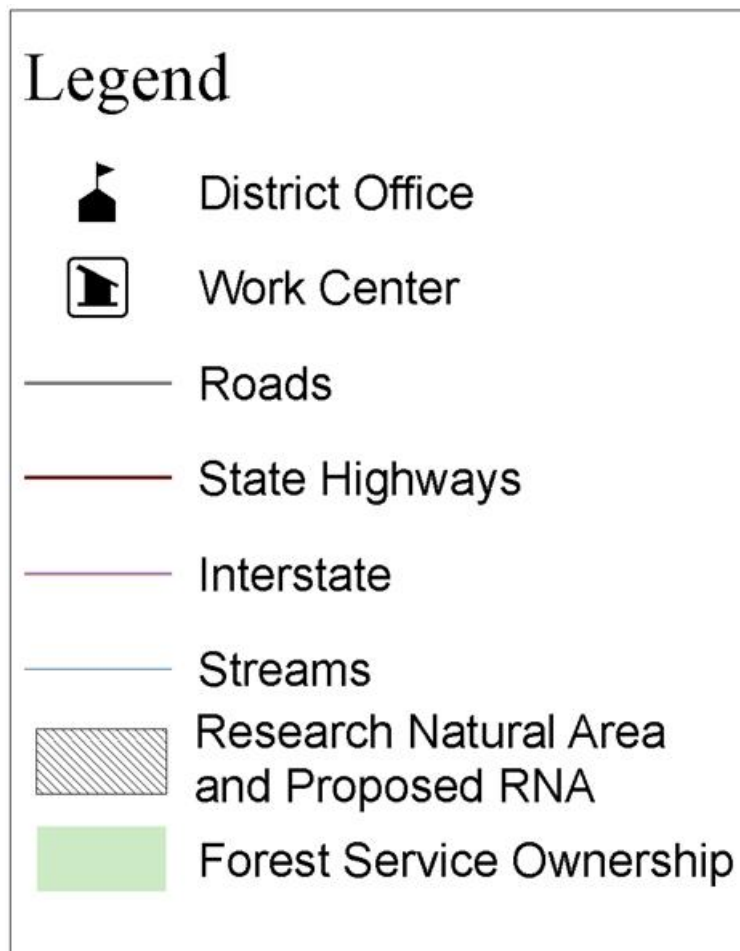 Legend
District Office
Work Center
Roads
State Highways
Interstate
Streams
Research Natural Area
and Proposed RNA
Forest Service Ownership